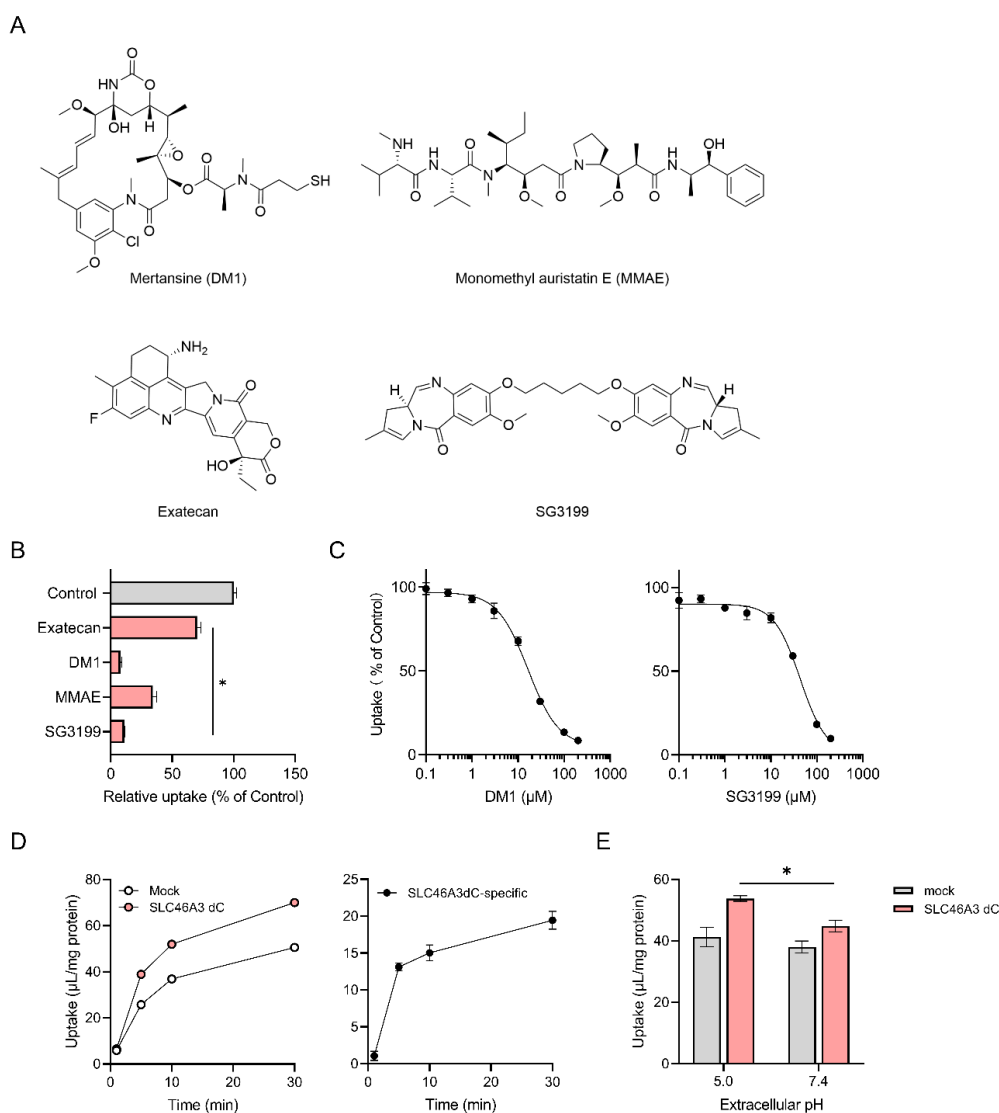 A
O
HN
O
O
OH
H
O
O
O
N
O
Cl
O
O
N
O
SH
Mertansine (DM1)
HN
O
H
N
O
N
O
O
N
O
O
H
N
OH
Monomethyl auristatin E (MMAE)
NH2
F
N
N
O
O
O
HO
Exatecan
H
N
N
O
O
O
O
O
N
H
N
O
SG3199
B
Control
Exatecan
DM1
MMAE
SG3199
*
0 50 100 150
Relative uptake (% of Control)
C
Uptake ( % of Control)
100
50
0
0.1 1 10 100 1000
DM1 (µM)
100
50
0
0.1 1 10 100 1000
SG3199 (µM)
D
Uptake (µL/mg protein)
80
60
40
20
0
0 10 20 30
Time (min)
Mock
SLC46A3 dC
25
20
15
10
5
0
0 10 20 30
Time (min)
SLC46A3dC-specific
E
Uptake (µL/mg protein)
60
40
20
0
*
5.0 7.4
Extracellular pH
mock
SLC46A3 dC